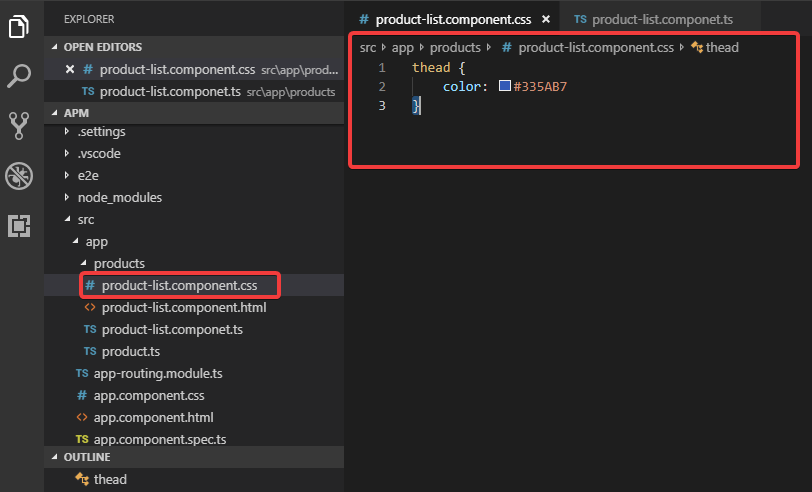 EXPLORER
OPEN EDITORS
product-list.component.css src\app\prod...
TS product-list.componet.ts src\app\products
APM
.settings
.vscode
e2e
node_modules
src
app
products
# product-list.component.css
<> product-list.component.html
TS product-list.componet.ts
TS product.ts
TS app-routing.module.ts
# app.component.css
<> app.component.html
TS app.component.spec.ts
OUTLINE
thead
# product-list.component.css × TS product-list.componet.ts
src app products # product-list.component.css thead
1 thead {
2 color: #335AB7
3 }